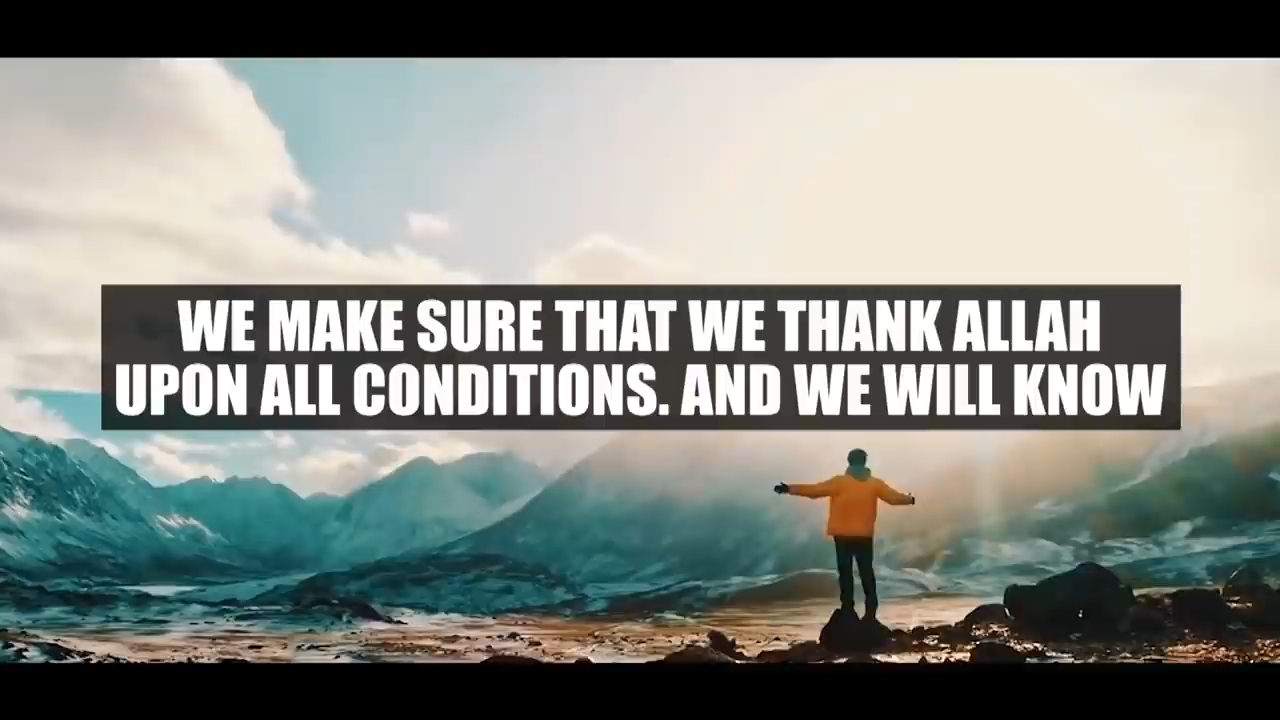 WE MAKE SURE THAT WE THANK ALLAH
UPON ALL CONDITIONS. AND WE WILL KNOW